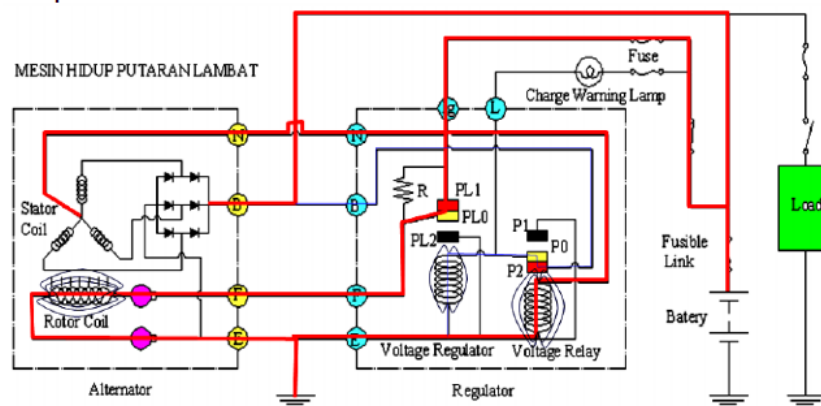 Fuse
MESIN HIDUP PUTARAN LAMBAT
Charge Warning Lamp
Ig
L
N
N
R
PL1
B
B
PL0
Load
Stator
Coil
PL2
P1
P0
P2
Fusible
Link
F
F
Rotor Coil
Batery
E
E
Voltage Regulator
Voltage Relay
Alternator
Regulator